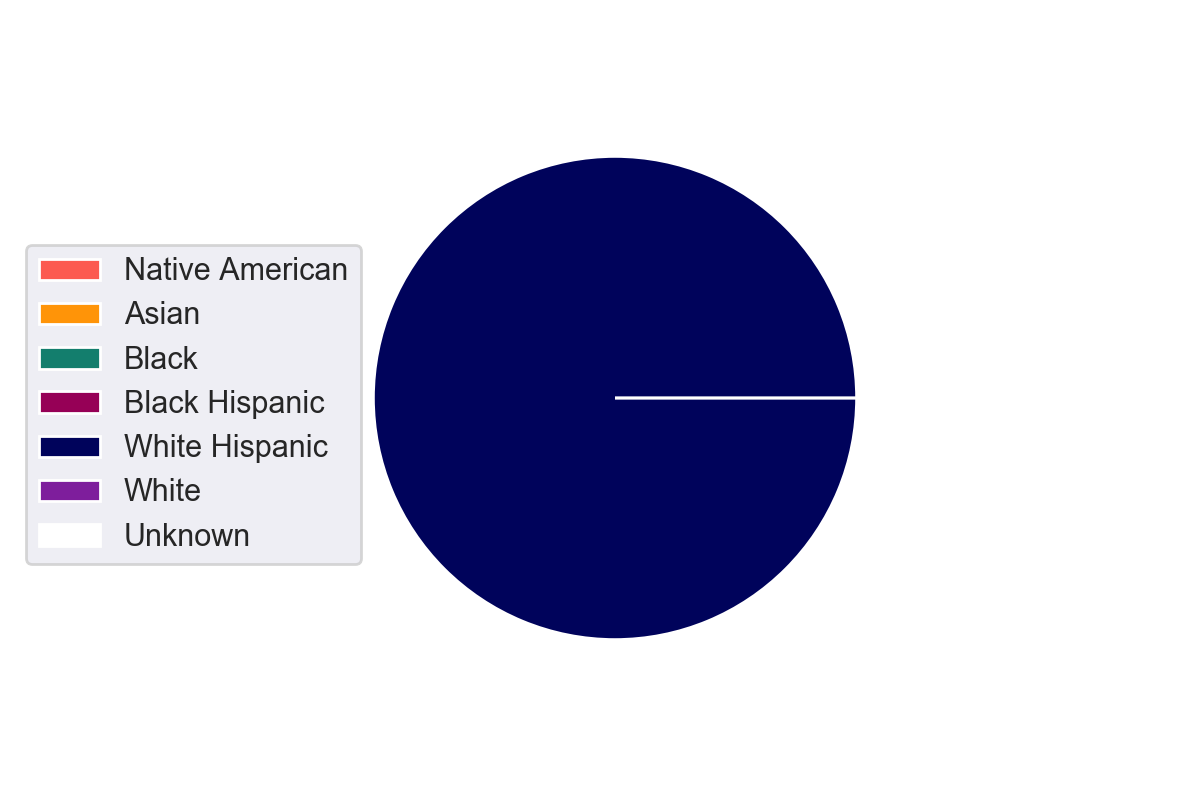 Native American
Asian
Black
Black Hispanic
White Hispanic
White
Unknown